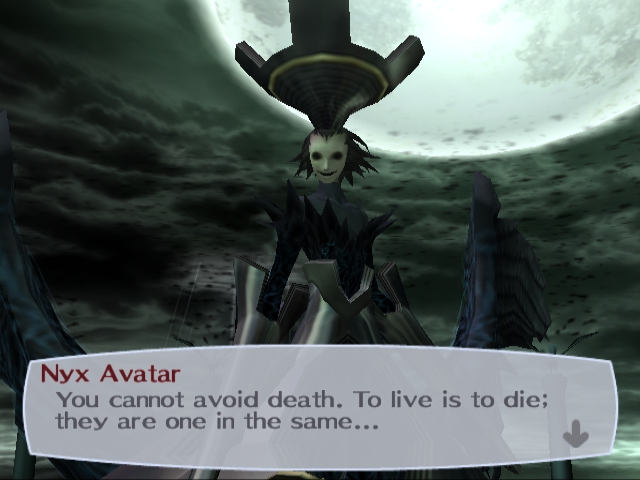 Nyx Avatar
You cannot avoid death. To live is to die;
they are one in the same...